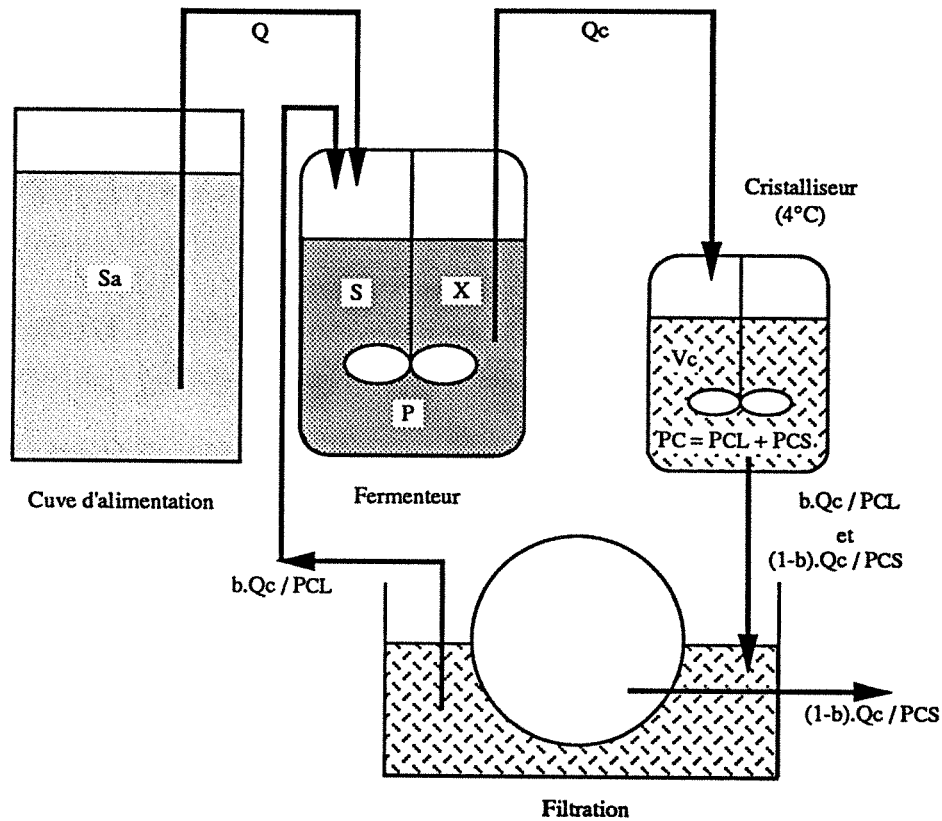 Q
Qc
Cristalliseur
(4°C)
Sa
S
X
Vc
P
PC = PCL + PCS
Cuve d'alimentation
Fermenteur
b.Qc / PCL
et
(1-b).Qc / PCS
b.Qc / PCL
(1-b).Qc / PCS
Filtration